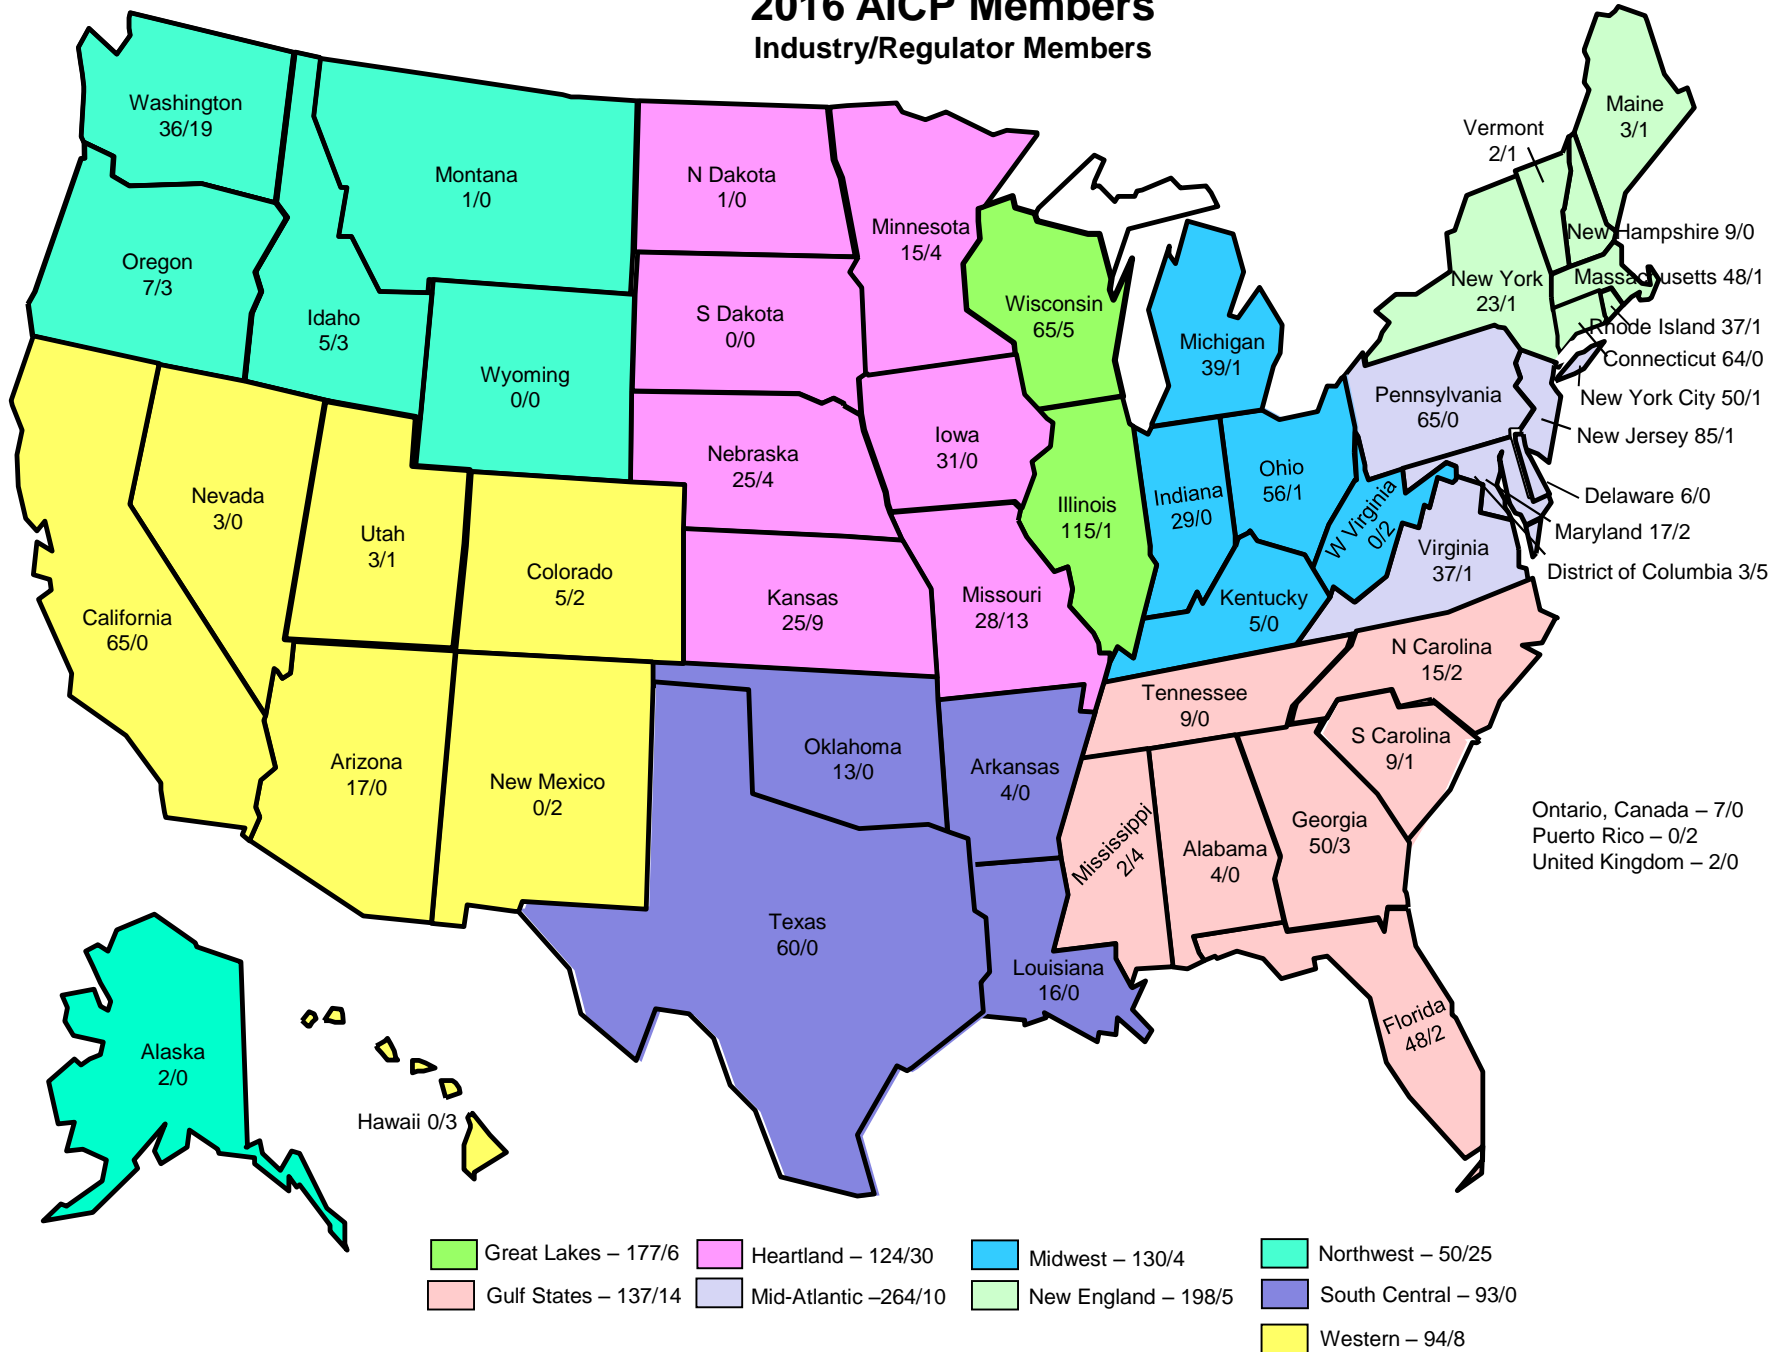 2016 AICP Members
Industry/Regulator Members
Washington
36/19
Oregon
7/3
Idaho
5/3
Montana
1/0
Wyoming
0/0
N Dakota
1/0
S Dakota
0/0
Nebraska
25/4
Kansas
25/9
Minnesota
15/4
Iowa
31/0
Missouri
28/13
Wisconsin
65/5
Illinois
115/1
Michigan
39/1
Indiana
29/0
Ohio
56/1
W Virginia
0/2
Kentucky
5/0
Maine
3/1
Vermont
2/1
New Hampshire 9/0
Massachusetts 48/1
New York
23/1
Rhode Island 37/1
Connecticut 64/0
New York City 50/1
Pennsylvania
65/0
New Jersey 85/1
Delaware 6/0
Maryland 17/2
District of Columbia 3/5
Virginia
37/1
California
65/0
Nevada
3/0
Utah
3/1
Colorado
5/2
Arizona
17/0
New Mexico
0/2
Oklahoma
13/0
Arkansas
4/0
Texas
60/0
Louisiana
16/0
Tennessee
9/0
N Carolina
15/2
S Carolina
9/1
Mississippi
2/4
Alabama
4/0
Georgia
50/3
Florida
48/2
Ontario, Canada – 7/0
Puerto Rico – 0/2
United Kingdom – 2/0
Alaska
2/0
Hawaii 0/3
Great Lakes – 177/6
Heartland – 124/30
Midwest – 130/4
Northwest – 50/25
Gulf States – 137/14
Mid-Atlantic –264/10
New England – 198/5
South Central – 93/0
Western – 94/8